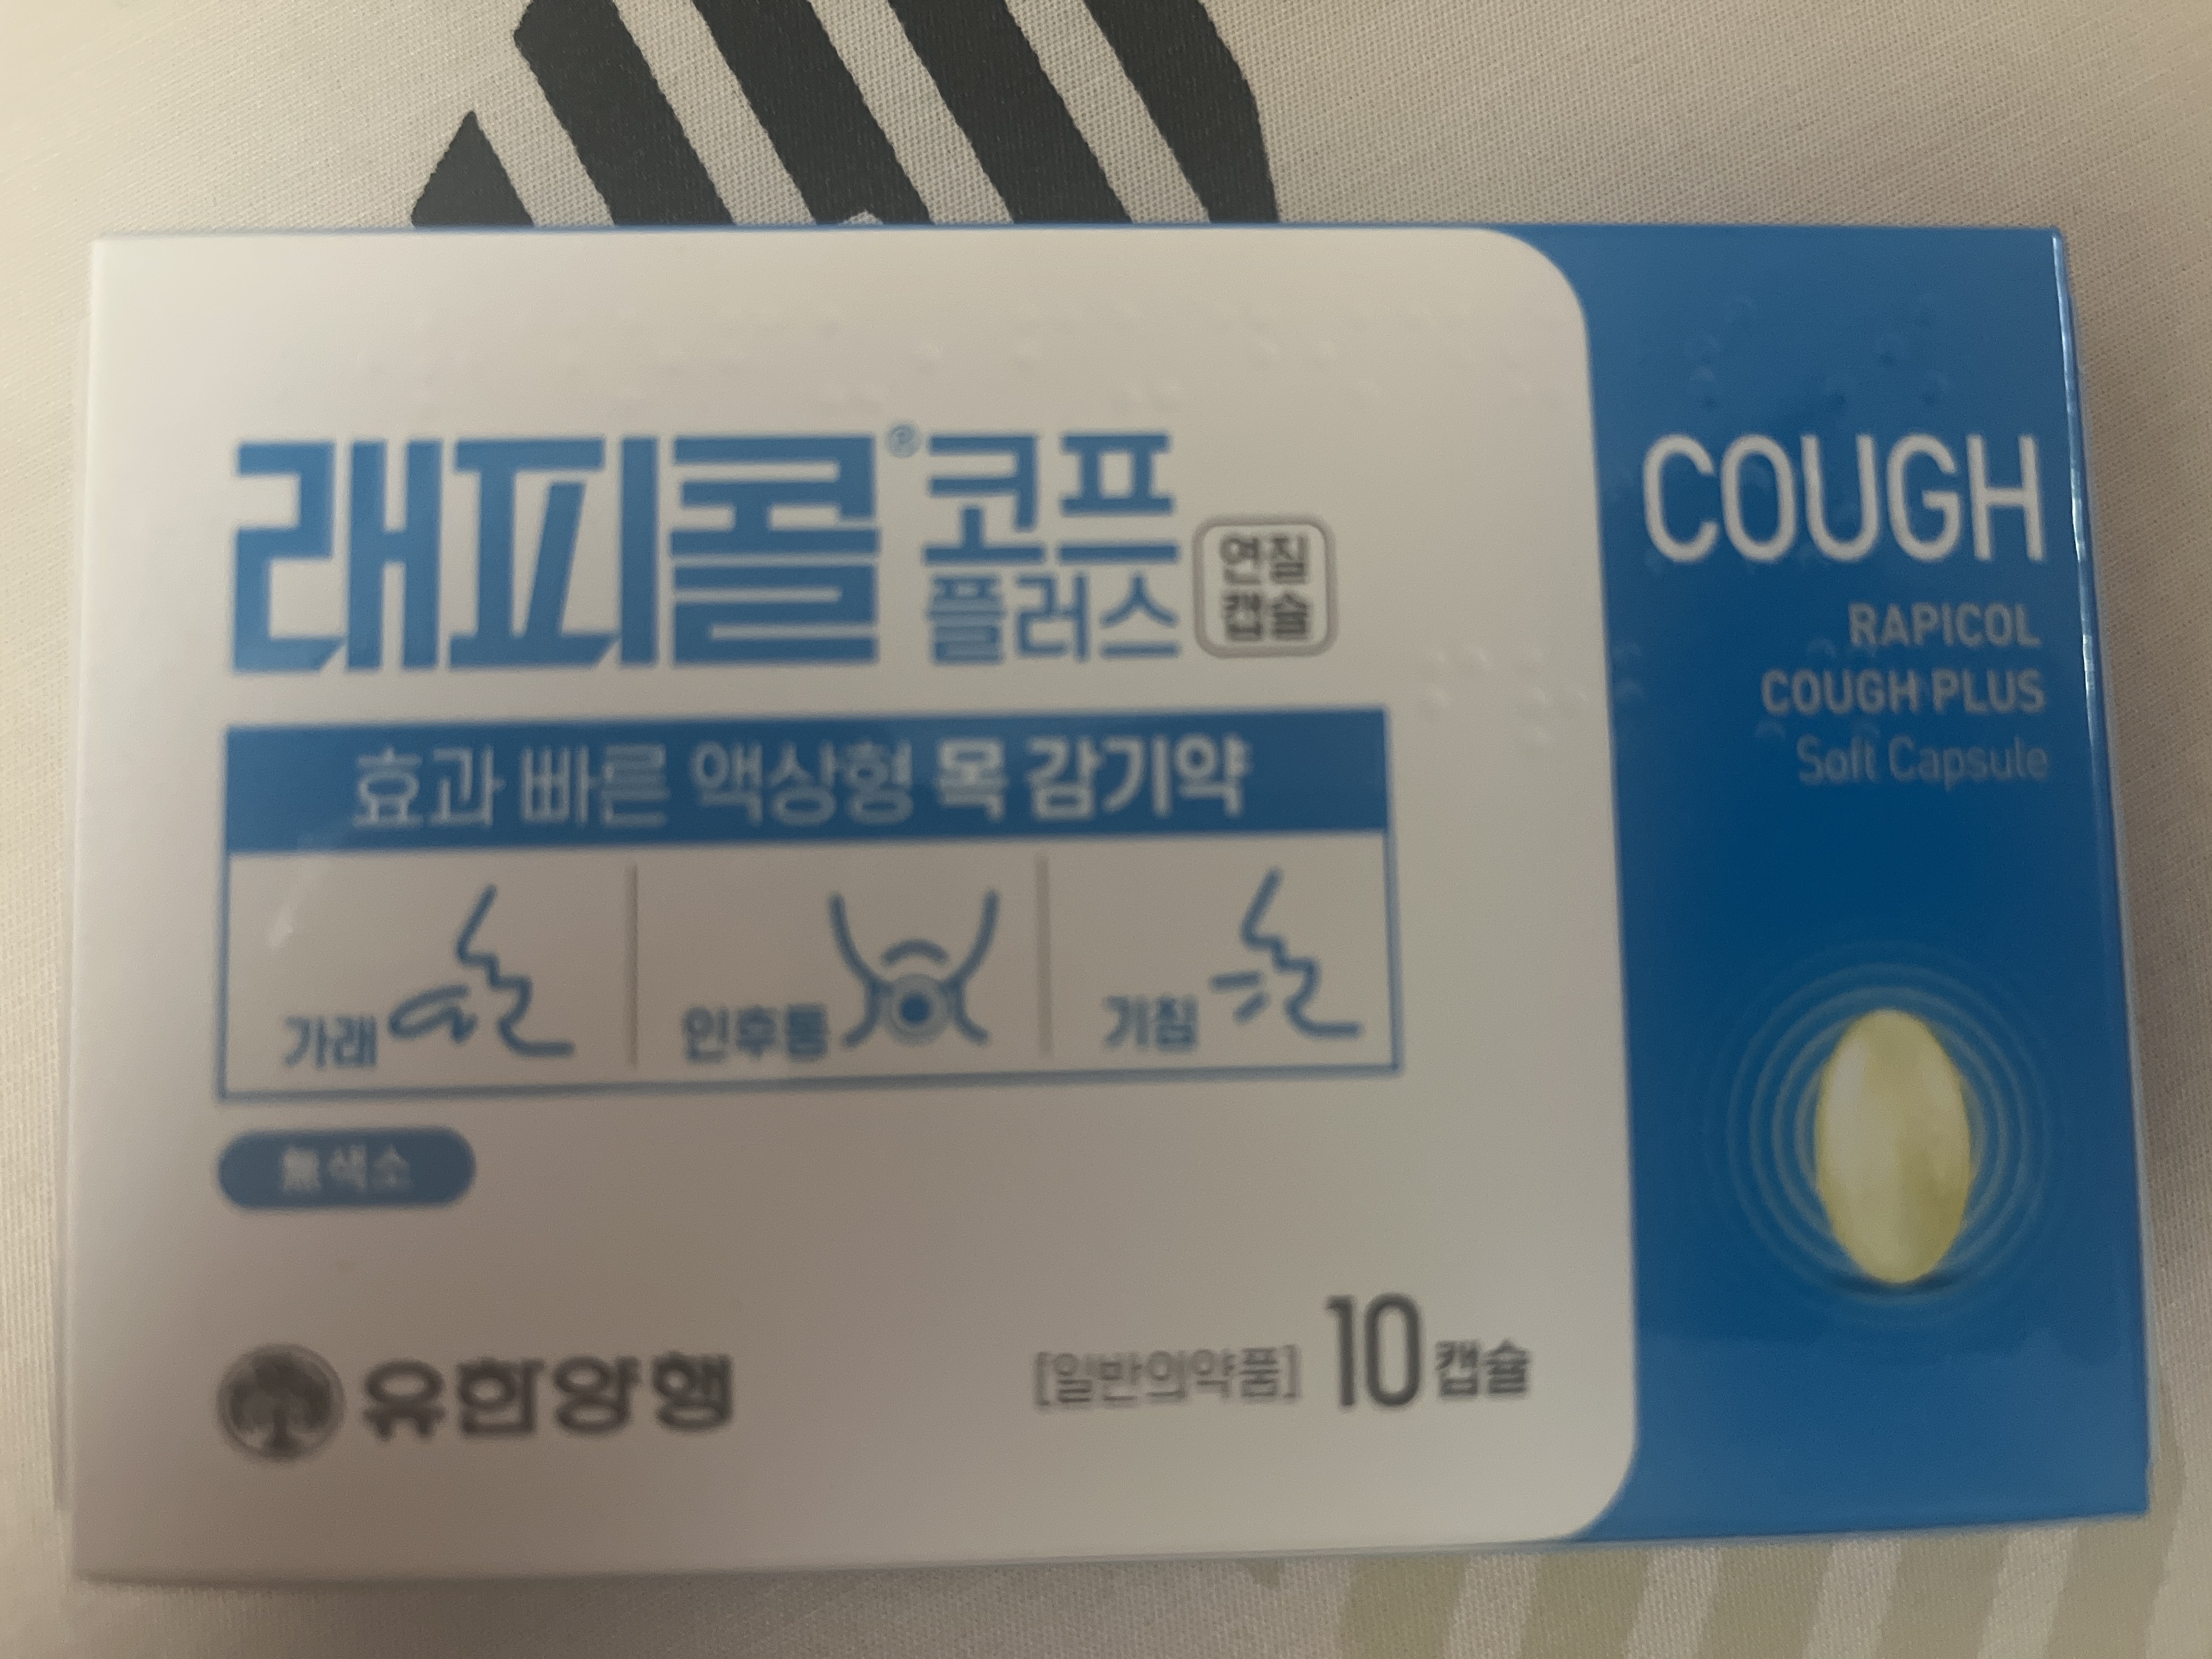 래피콜® 코프
플러스
연질
캡슐
효과 빠른 액상형 목 감기약
가래
인후통
기침
無색소
유한양행
[일반의약품] 10캡슐
COUGH
RAPICOL
COUGH PLUS
Soft Capsule